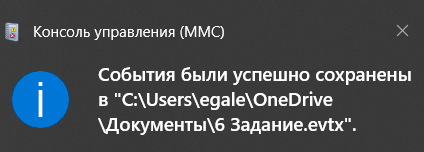 Консоль управления (MMC)
События были успешно сохранены
в "C:\Users\egale\OneDrive
\Документы\6 Задание.evtx".